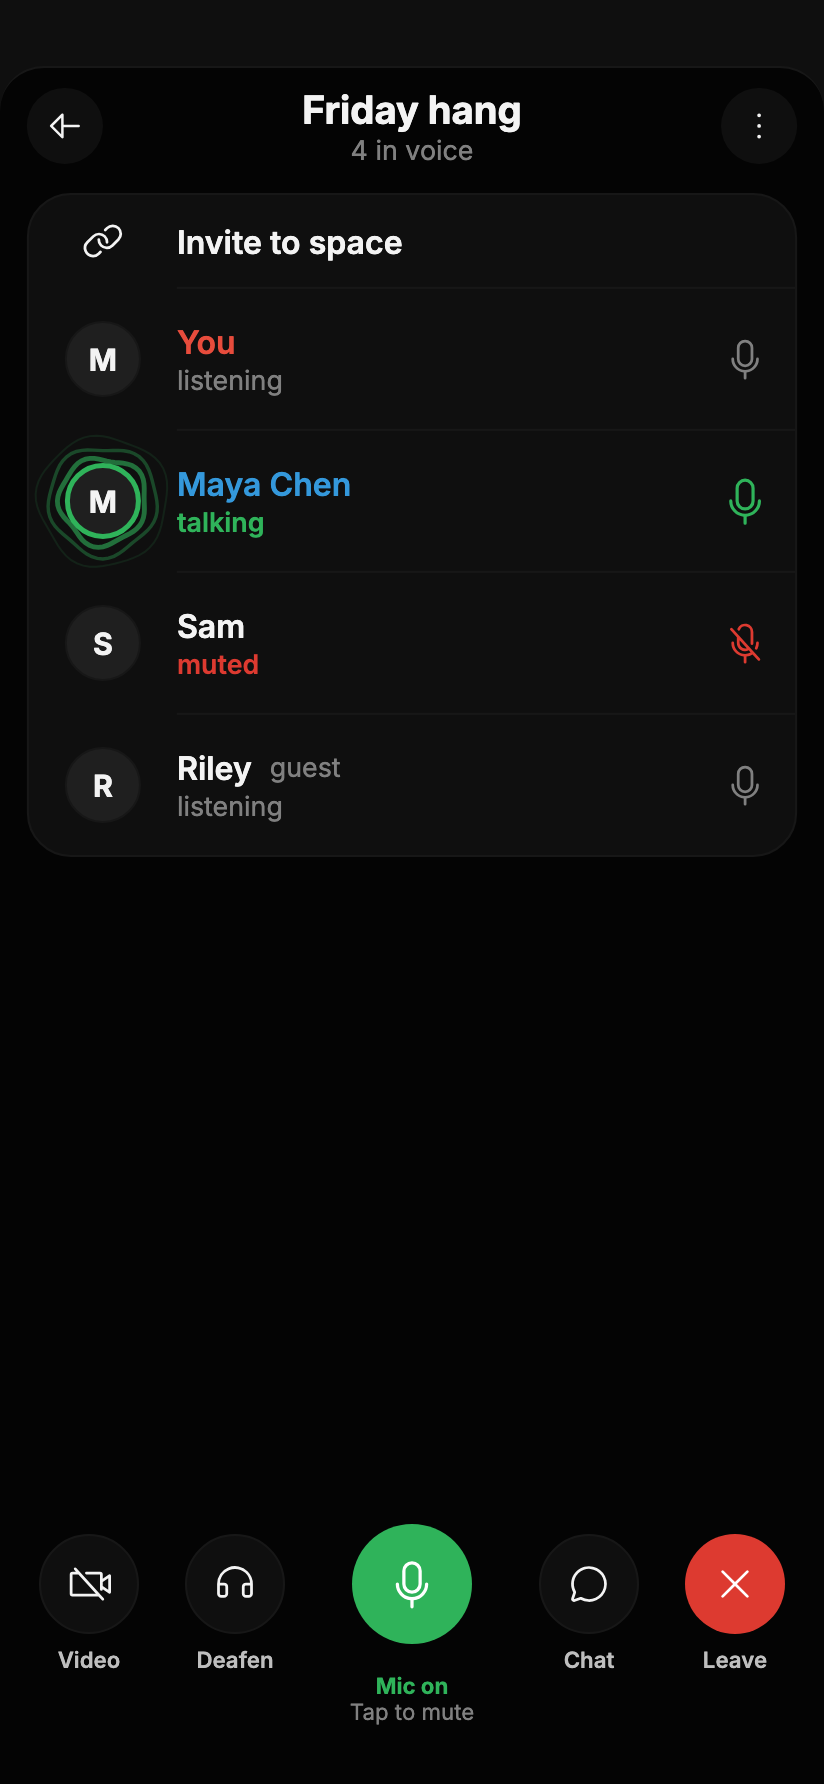 Friday hang
4 in voice
Invite to space
M
You
listening
M
Maya Chen
talking
S
Sam
muted
R
Riley guest
listening
Video
Deafen
Mic on
Tap to mute
Chat
Leave